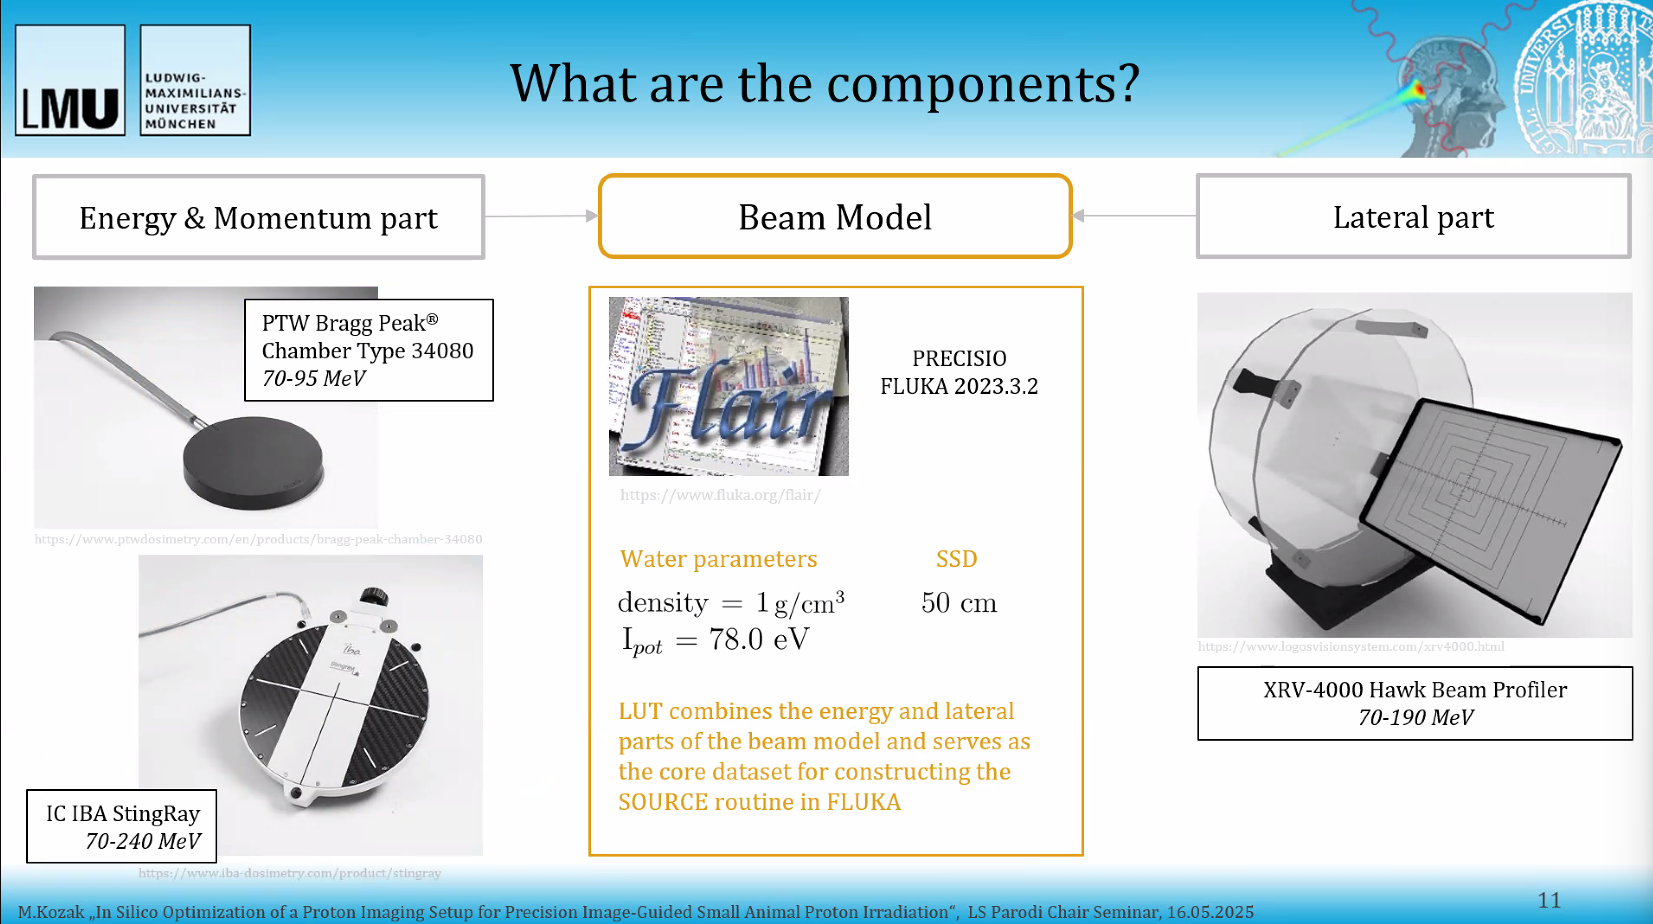 LMU
LUDWIG-
MAXIMILIANS-
UNIVERSITÄT
MÜNCHEN
What are the components?
Energy & Momentum part
Beam Model
Lateral part
PTW Bragg Peak®
Chamber Type 34080
70-95 MeV
https://www.ptwdosimetry.com/en/products/bragg-peak-chamber-34080
iba
IC IBA StingRay
70-240 MeV
https://www.iba-dosimetry.com/product/stingray
Flair
PRECISIO
FLUKA 2023.3.2
https://www.fluka.org/flair/
Water parameters
SSD
density = 1 g/cm³
50 cm
I_pot = 78.0 eV
LUT combines the energy and lateral
parts of the beam model and serves as
the core dataset for constructing the
SOURCE routine in FLUKA
https://www.logosvisionsystem.com/xrv4000.html
XRV-4000 Hawk Beam Profiler
70-190 MeV
M.Kozak „In Silico Optimization of a Proton Imaging Setup for Precision Image-Guided Small Animal Proton Irradiation“, LS Parodi Chair Seminar, 16.05.2025
11